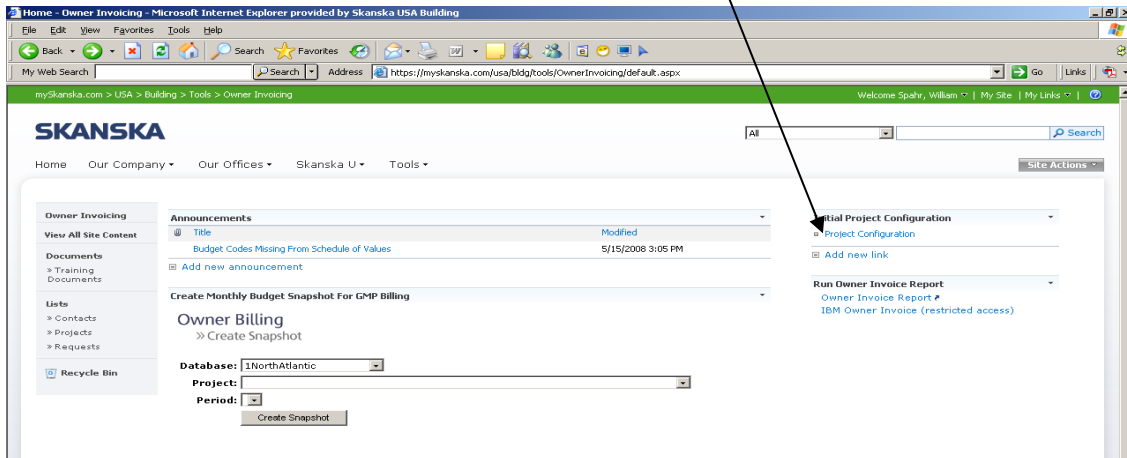 Home - Owner Invoicing - Microsoft Internet Explorer provided by Skanska USA Building
File Edit View Favorites Tools Help
Back Search Favorites
My Web Search Search Address https://myskanska.com/usa/bldg/tools/OwnerInvoicing/default.aspx Go Links
mySkanska.com > USA > Building > Tools > Owner Invoicing Welcome Spahr, William | My Site | My Links |
SKANSKA
All Search
Home Our Company Our Offices Skanska U Tools Site Actions
Owner Invoicing
View All Site Content
Documents
» Training Documents
Lists
» Contacts
» Projects
» Requests
Recycle Bin
Announcements
Title Modified
Budget Codes Missing From Schedule of Values 5/15/2008 3:05 PM
Add new announcement
Create Monthly Budget Snapshot For GMP Billing
Owner Billing
» Create Snapshot
Database: 1NorthAtlantic
Project:
Period:
Create Snapshot
itial Project Configuration
Project Configuration
Add new link
Run Owner Invoice Report
Owner Invoice Report
IBM Owner Invoice (restricted access)